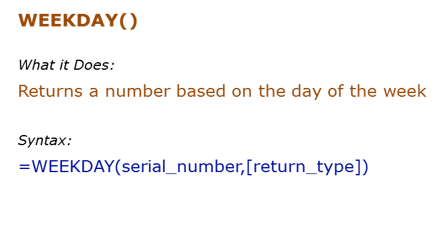 WEEKDAY()
What it Does:
Returns a number based on the day of the week
Syntax:
=WEEKDAY(serial_number,[return_type])